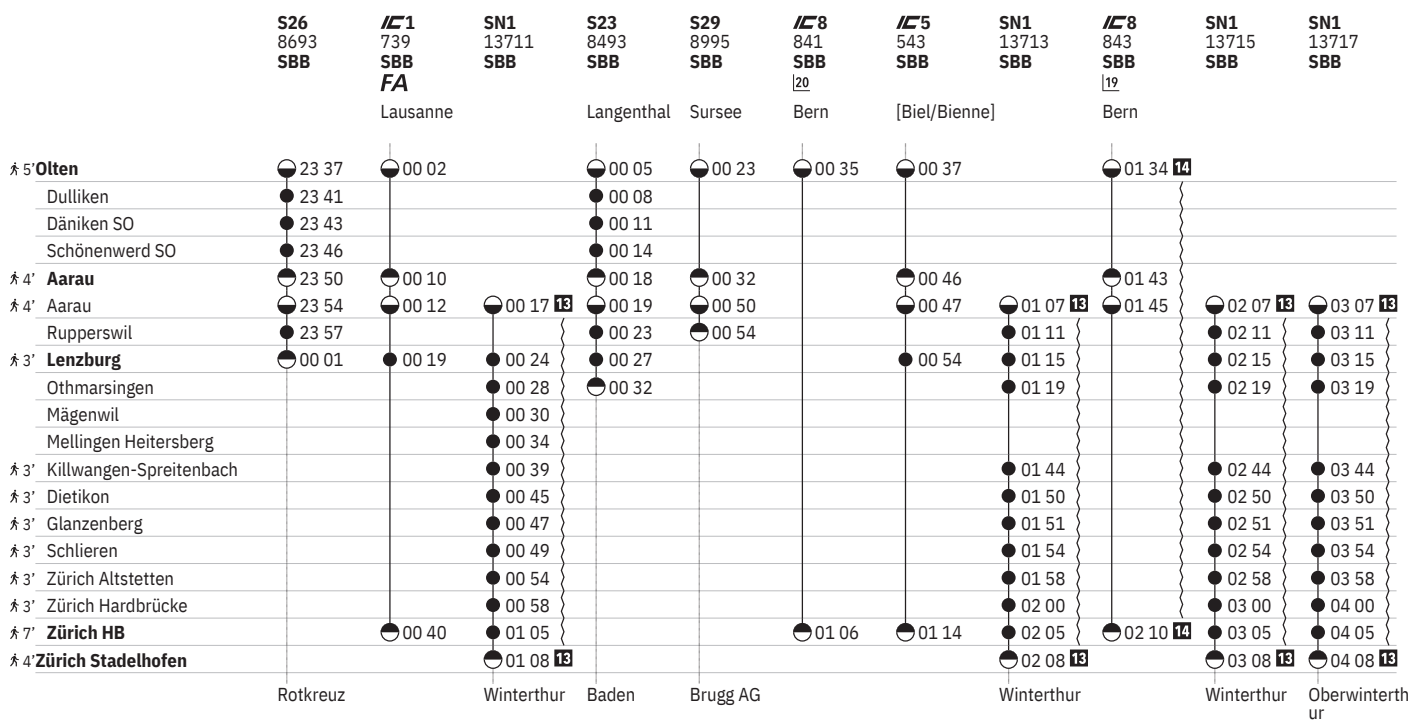 S26 IC1 SN1 S23 S29 IC8 IC5 SN1 IC8 SN1 SN1
8693 739 13711 8493 8995 841 543 13713 843 13715 13717
SBB SBB SBB SBB SBB SBB SBB SBB SBB SBB SBB
FA 20 19
Lausanne Langenthal Sursee Bern [Biel/Bienne] Bern
5' Olten 23 37 00 02 00 05 00 23 00 35 00 37 01 34 14
Dulliken 23 41 00 08
Däniken SO 23 43 00 11
Schönenwerd SO 23 46 00 14
4' Aarau 23 50 00 10 00 18 00 32 00 46 01 43
4' Aarau 23 54 00 12 00 17 13 00 19 00 50 00 47 01 07 13 01 45 02 07 13 03 07 13
Rupperswil 23 57 00 23 00 54 01 11 02 11 03 11
3' Lenzburg 00 01 00 19 00 24 00 27 00 54 01 15 02 15 03 15
Othmarsingen 00 28 00 32 01 19 02 19 03 19
Mägenwil 00 30
Mellingen Heitersberg 00 34
3' Killwangen-Spreitenbach 00 39 01 44 02 44 03 44
3' Dietikon 00 45 01 50 02 50 03 50
3' Glanzenberg 00 47 01 51 02 51 03 51
3' Schlieren 00 49 01 54 02 54 03 54
3' Zürich Altstetten 00 54 01 58 02 58 03 58
3' Zürich Hardbrücke 00 58 02 00 03 00 04 00
7' Zürich HB 00 40 01 05 01 06 01 14 02 05 02 10 14 03 05 04 05
4' Zürich Stadelhofen 01 08 13 02 08 13 03 08 13 04 08 13
Rotkreuz Winterthur Baden Brugg AG Winterthur Winterthur Oberwinterth
ur